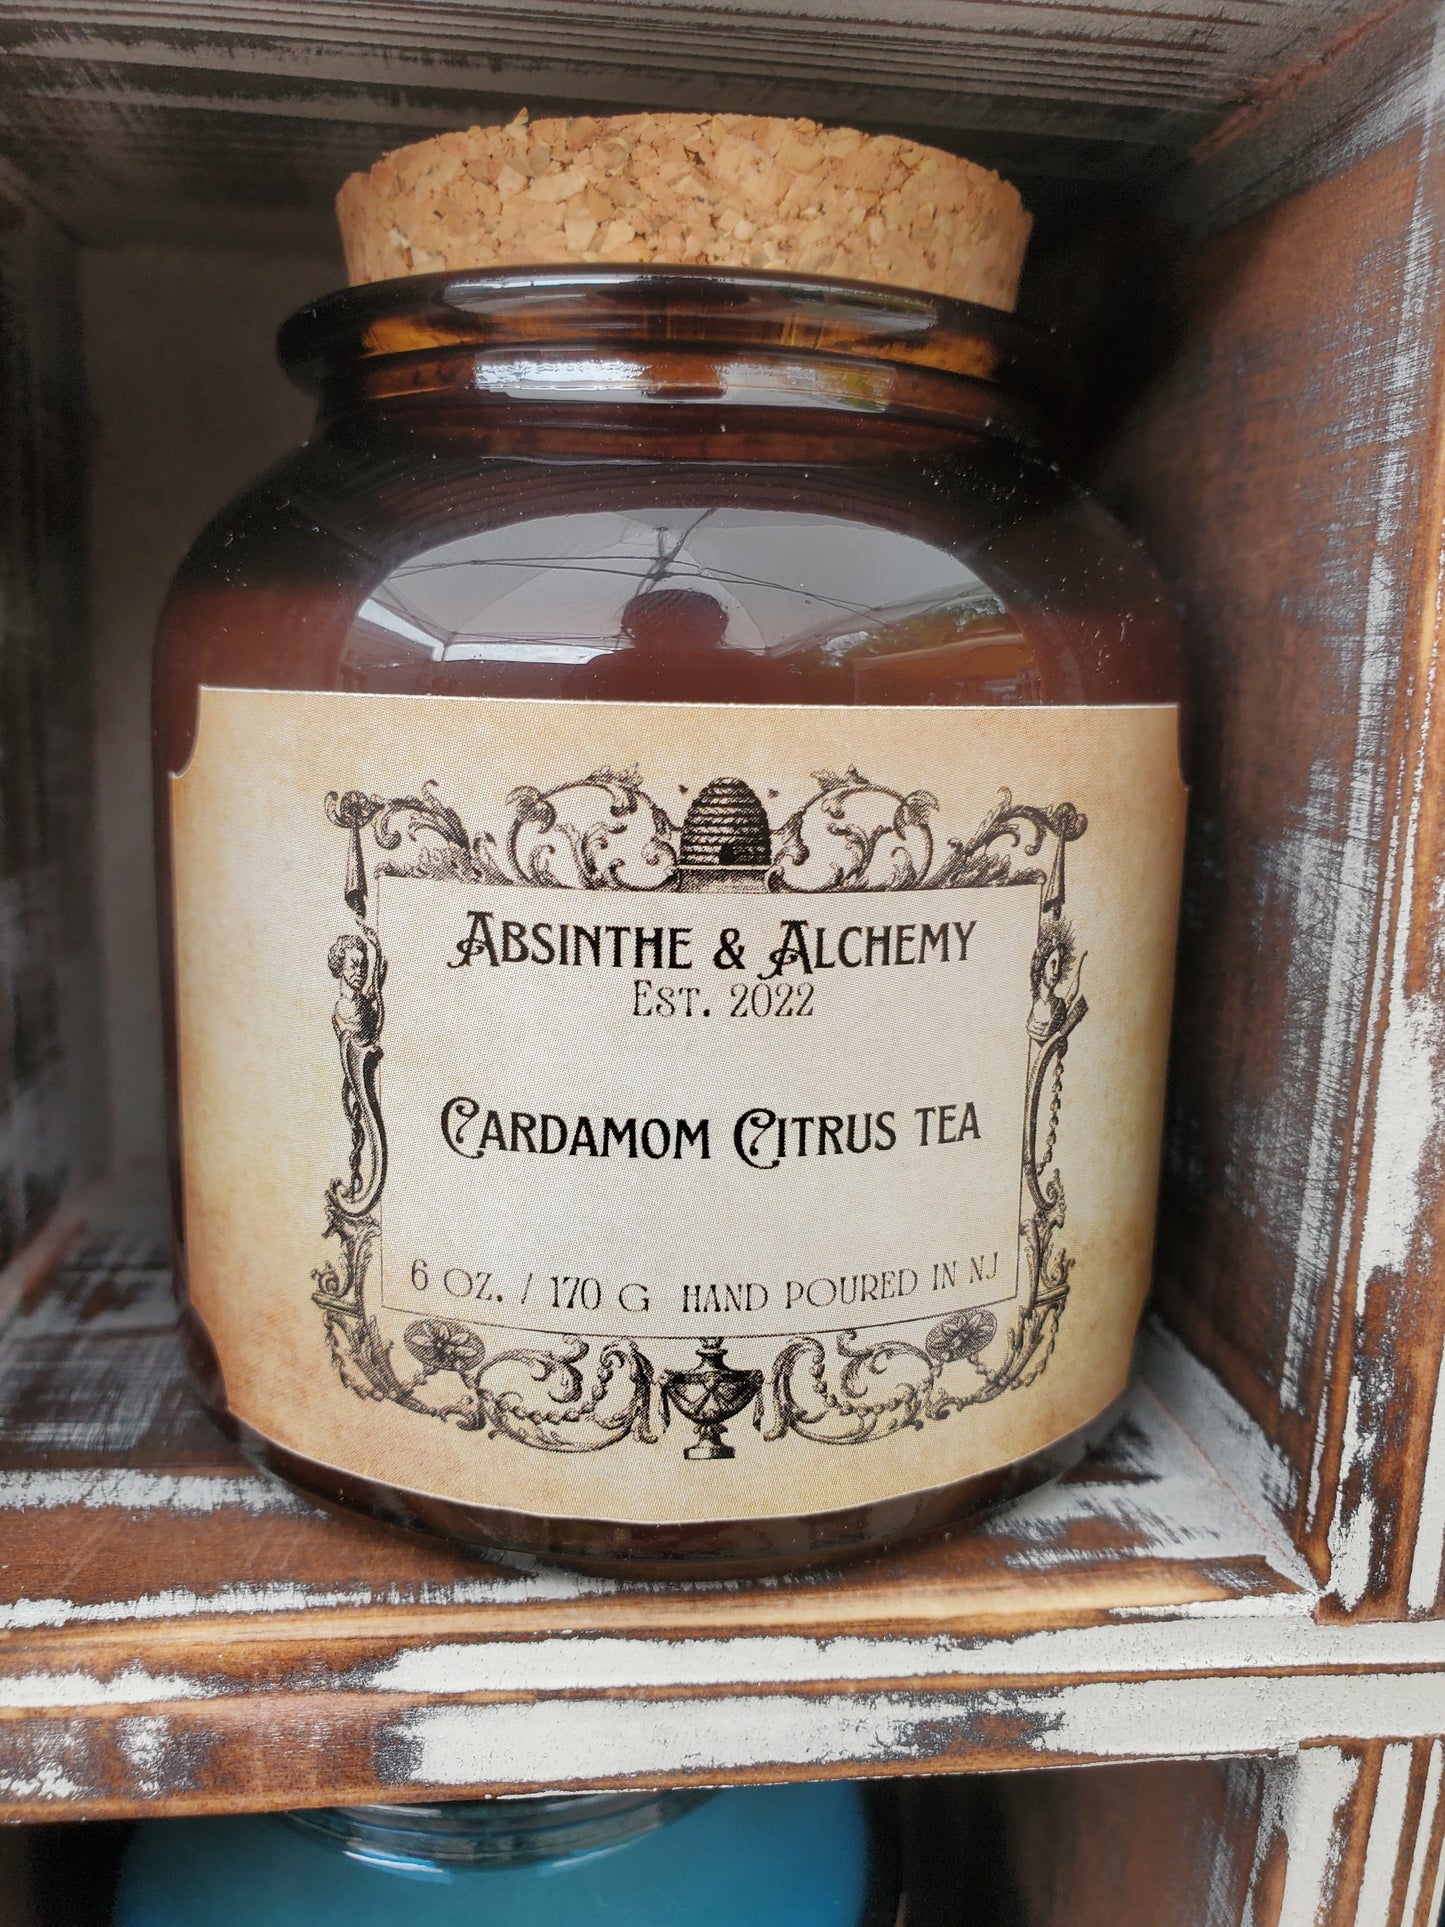 Absinthe & Alchemy
Est. 2022
Cardamom Citrus tea
6 oz. / 170 g hand poured in NJ